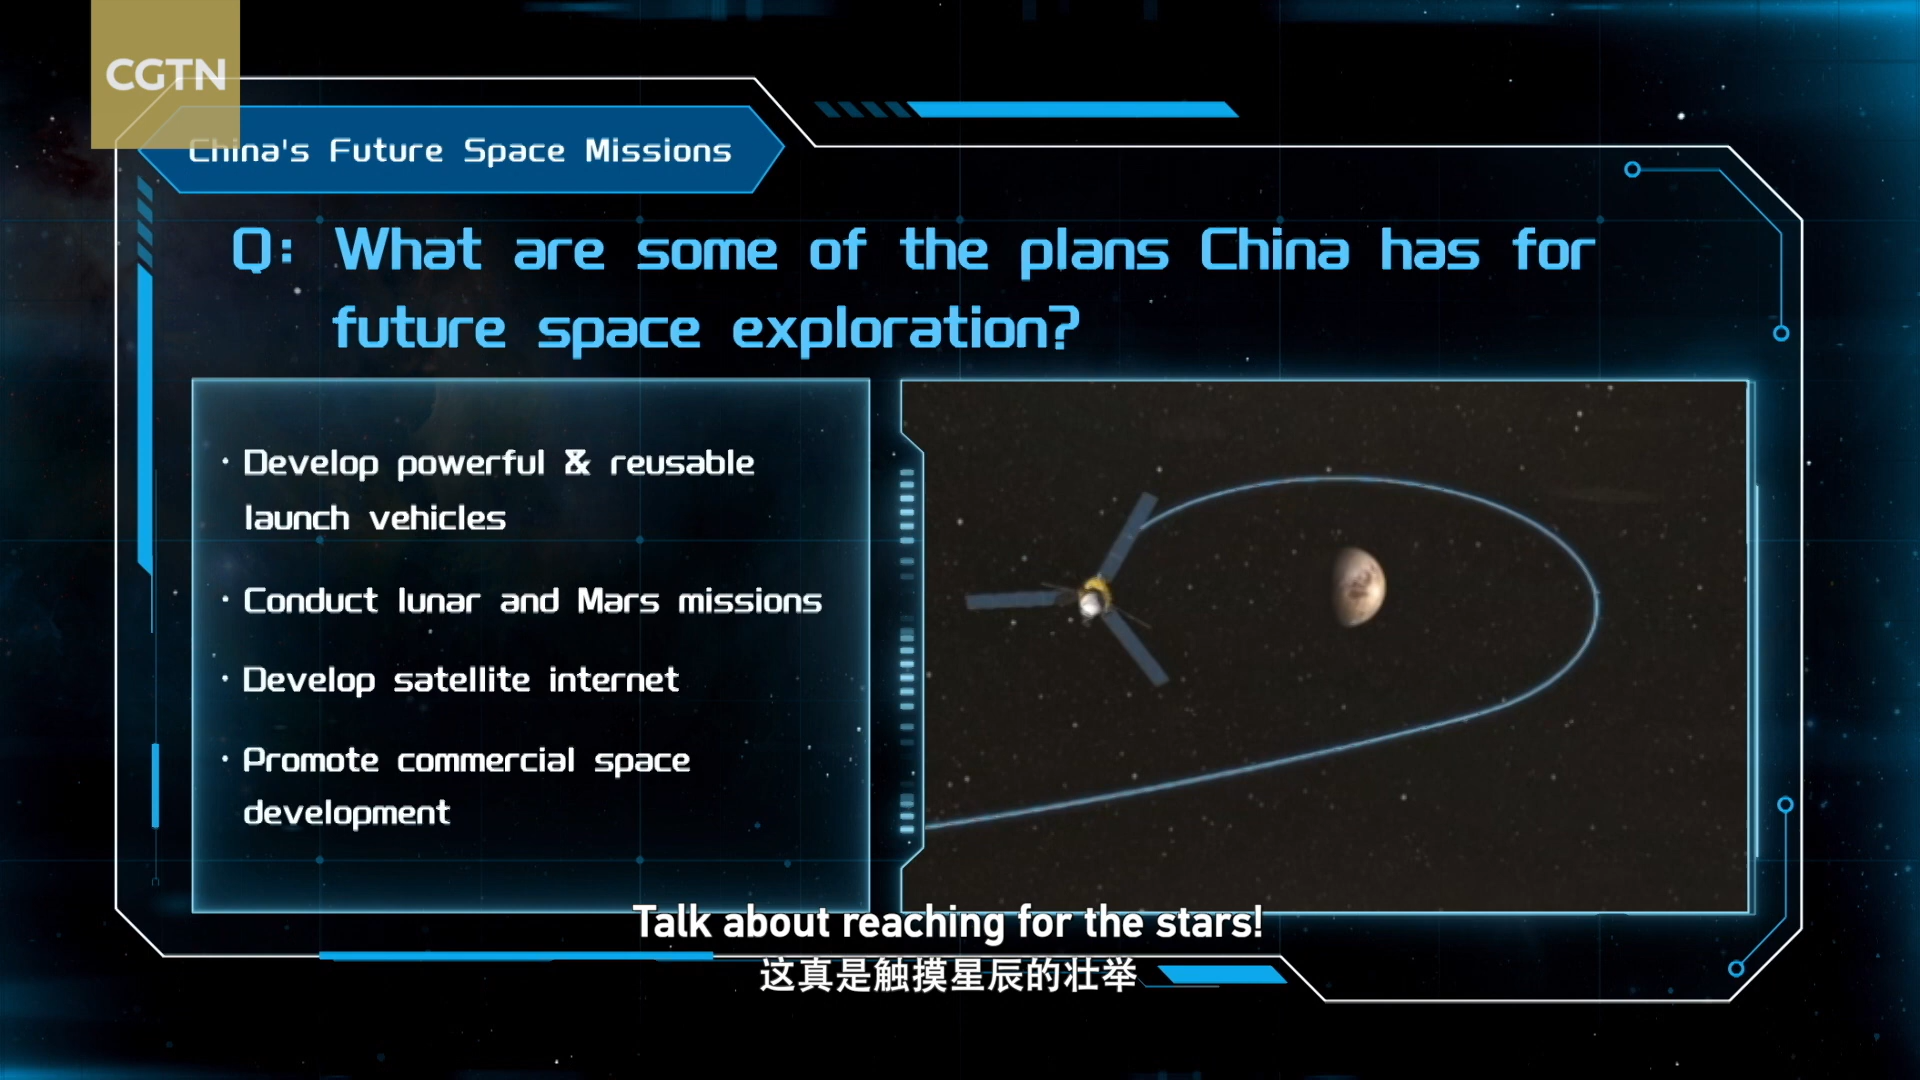 CGTN
China's Future Space Missions
Q: What are some of the plans China has for
future space exploration?
· Develop powerful & reusable
launch vehicles
· Conduct lunar and Mars missions
· Develop satellite internet
· Promote commercial space
development
Talk about reaching for the stars!
这真是触摸星辰的壮举